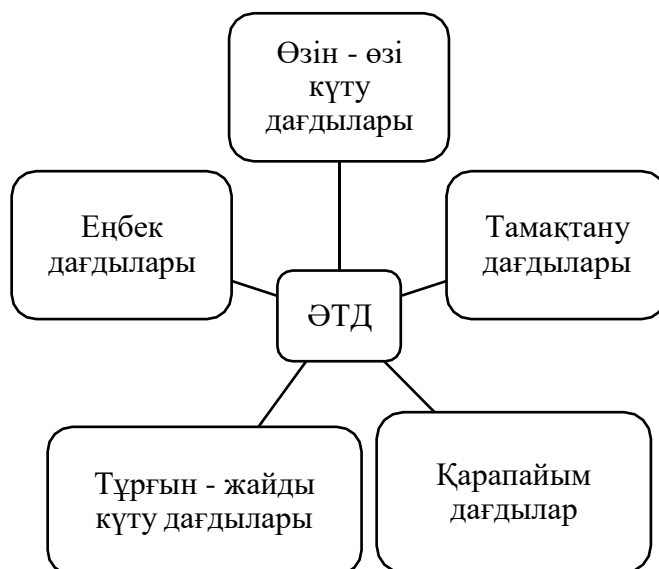 Өзін - өзі
күту
дағдылары
Еңбек
дағдылары
Тамақтану
дағдылары
ӘТД
Тұрғын - жайды
күту дағдылары
Қарапайым
дағдылар